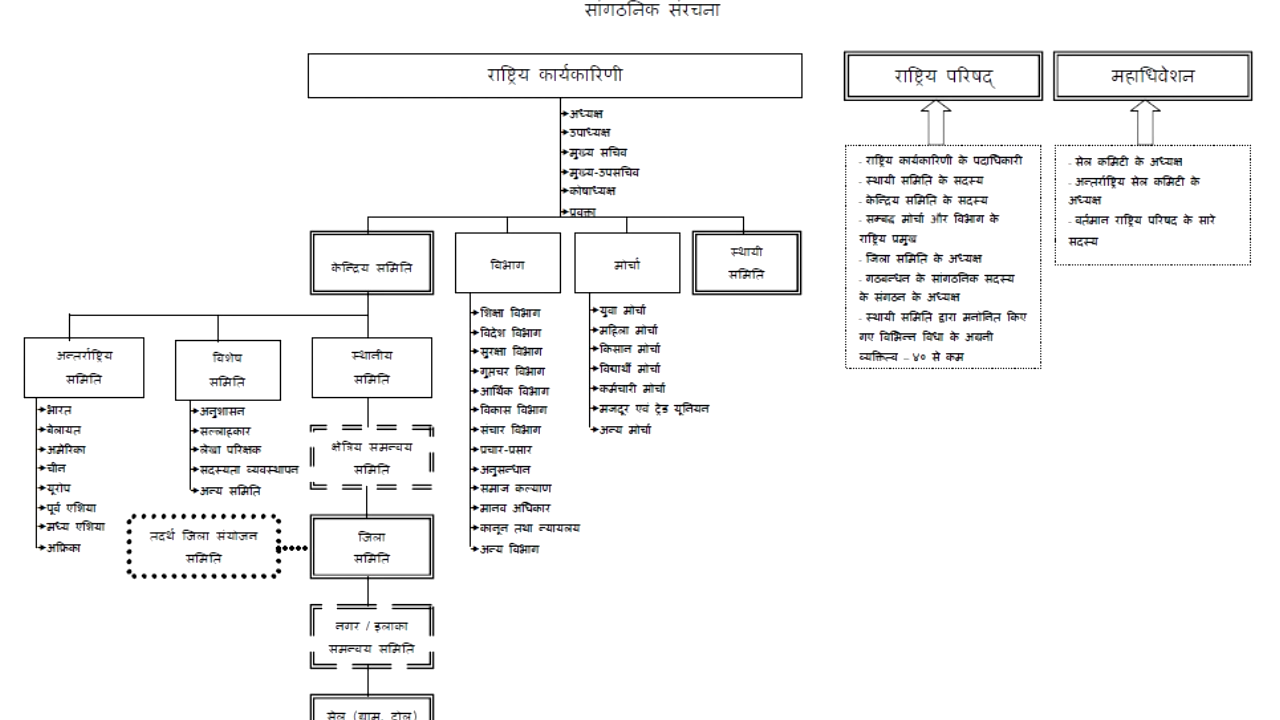 सांगठनिक संरचना
राष्ट्रिय कार्यकारिणी
अध्यक्ष
उपाध्यक्ष
मुख्य सचिव
मुख्य-उपसचिव
कोषाध्यक्ष
प्रवक्ता
राष्ट्रिय परिषद्
- राष्ट्रिय कार्यकारिणी के पदाधिकारी
- स्थायी समिति के सदस्य
- केन्द्रिय समिति के सदस्य
- सम्बद्ध मोर्चा और विभाग के
राष्ट्रिय प्रमुख
- जिला समिति के अध्यक्ष
- गठबन्धन के सांगठनिक सदस्य
के संगठन के अध्यक्ष
- स्थायी समिति द्वारा मनोनित किए
गए विभिन्न विधा के अग्रनी
व्यक्तित्व – ४० से कम
महाधिवेशन
- सेल कमिटी के अध्यक्ष
- अन्तर्राष्ट्रिय सेल कमिटी के
अध्यक्ष
- वर्तमान राष्ट्रिय परिषद के सारे
सदस्य
केन्द्रिय समिति
विभाग
मोर्चा
स्थायी
समिति
शिक्षा विभाग
विदेश विभाग
सुरक्षा विभाग
गुप्तचर विभाग
आर्थिक विभाग
विकास विभाग
संचार विभाग
प्रचार-प्रसार
अनुसन्धान
समाज कल्याण
मानव अधिकार
कानून तथा न्यायलय
अन्य विभाग
युवा मोर्चा
महिला मोर्चा
किसान मोर्चा
विद्यार्थी मोर्चा
कर्मचारी मोर्चा
मजदूर एवं ट्रेड यूनियन
अन्य मोर्चा
अन्तर्राष्ट्रिय
समिति
भारत
बेलायत
अमेरिका
चीन
यूरोप
पूर्व एशिया
मध्य एशिया
अफ्रिका
विशेष
समिति
अनुशासन
सल्लाहकार
लेखा परिक्षक
सदस्यता व्यवस्थापन
अन्य समिति
स्थानीय
समिति
क्षेत्रिय समन्वय
समिति
तदर्थ जिला संयोजन
समिति
जिला
समिति
नगर / इलाका
समन्वय समिति
सेल (ग्राम, टोल)